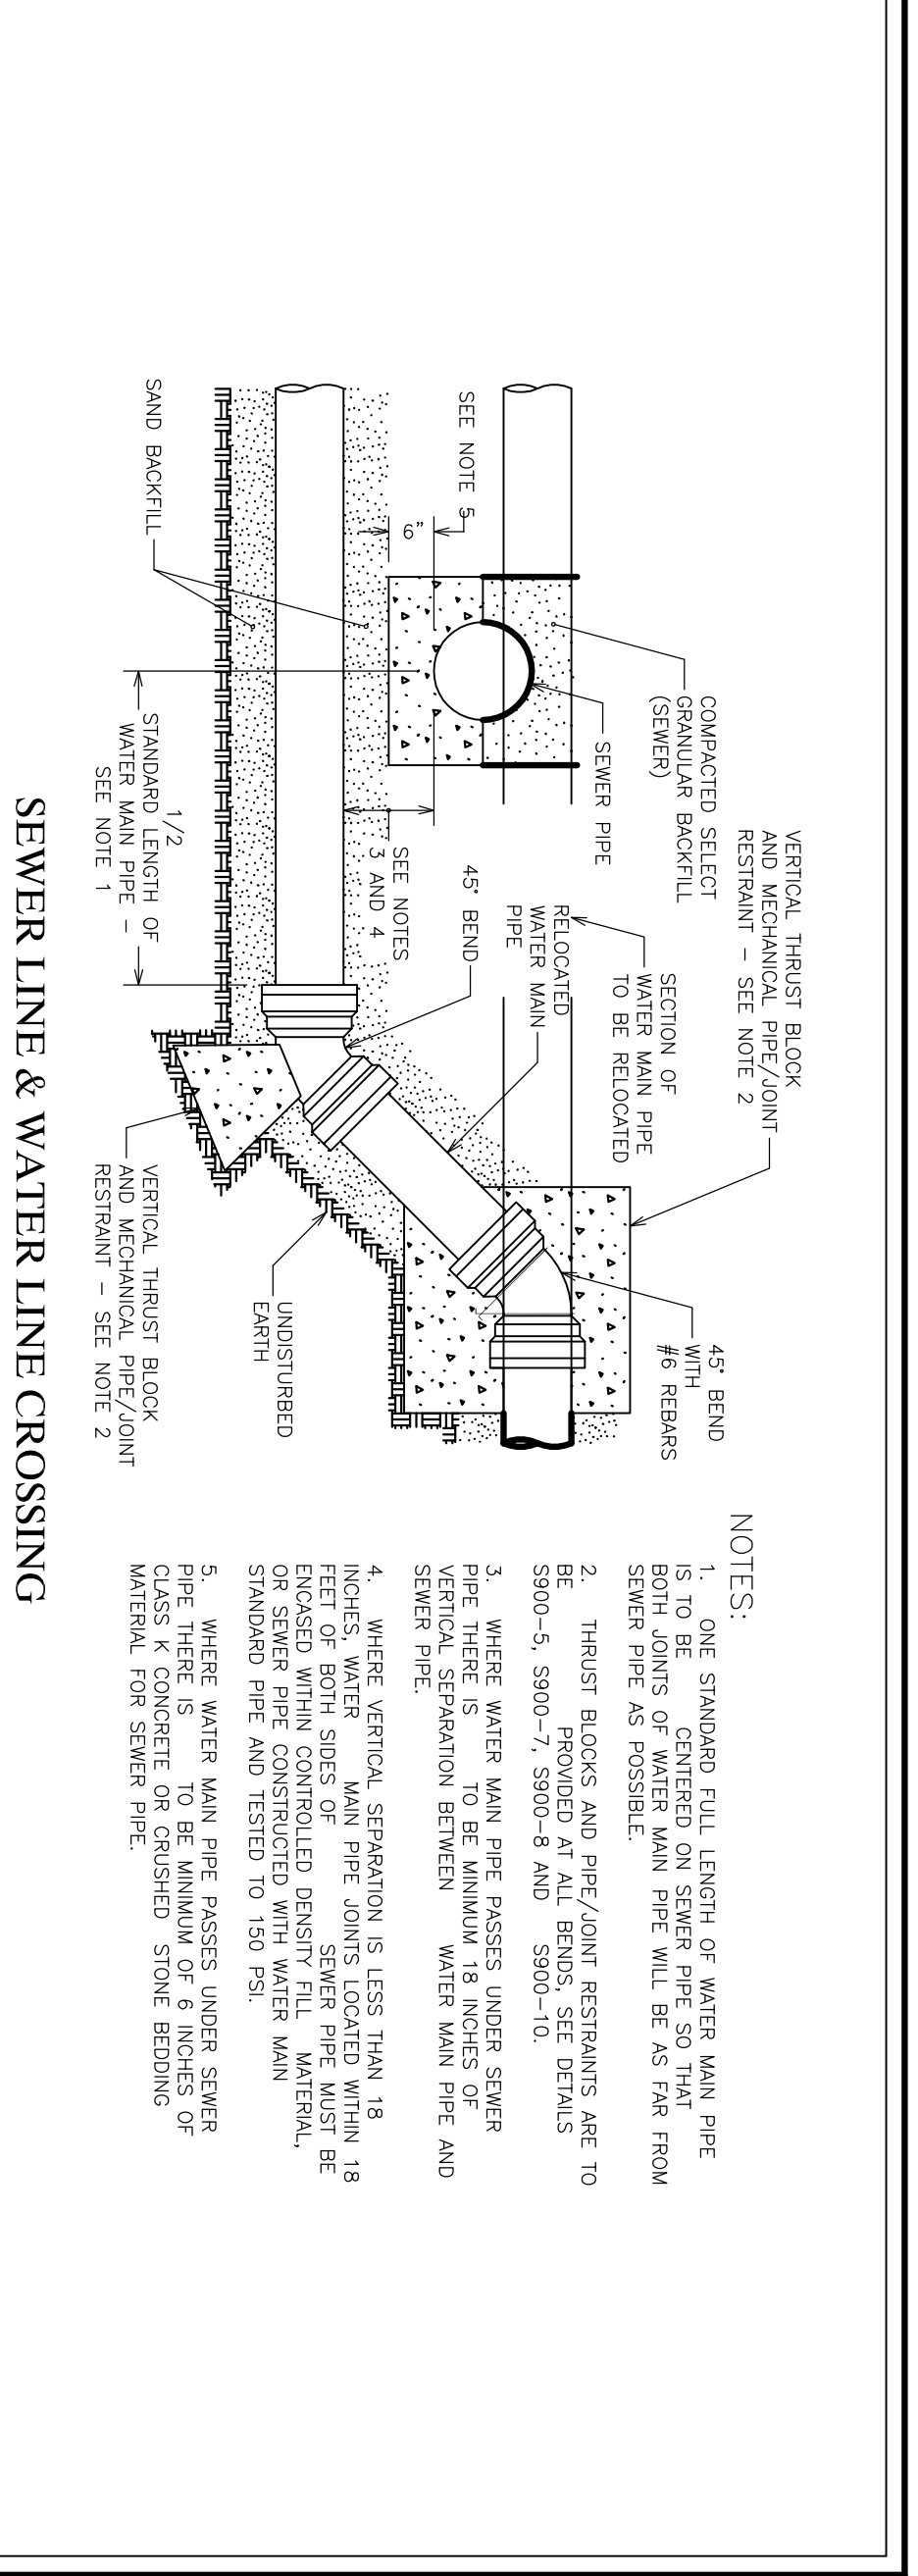 VERTICAL THRUST BLOCK
AND MECHANICAL PIPE/JOINT
RESTRAINT – SEE NOTE 2
COMPACTED SELECT
GRANULAR BACKFILL
(SEWER)
SECTION OF
WATER MAIN PIPE
TO BE RELOCATED
45° BEND
WITH
#6 REBARS
SEWER PIPE
RELOCATED
WATER MAIN
PIPE
SEE NOTE 5
6"
45° BEND
SEE NOTES
3 AND 4
UNDISTURBED
EARTH
SAND BACKFILL
1/2
STANDARD LENGTH OF
WATER MAIN PIPE –
SEE NOTE 1
VERTICAL THRUST BLOCK
AND MECHANICAL PIPE/JOINT
RESTRAINT – SEE NOTE 2
NOTES:
1. ONE STANDARD FULL LENGTH OF WATER MAIN PIPE
IS TO BE CENTERED ON SEWER PIPE SO THAT
BOTH JOINTS OF WATER MAIN PIPE WILL BE AS FAR FROM
SEWER PIPE AS POSSIBLE.
2. THRUST BLOCKS AND PIPE/JOINT RESTRAINTS ARE TO
BE PROVIDED AT ALL BENDS, SEE DETAILS
S900–5, S900–7, S900–8 AND S900–10.
3. WHERE WATER MAIN PIPE PASSES UNDER SEWER
PIPE THERE IS TO BE MINIMUM 18 INCHES OF
VERTICAL SEPARATION BETWEEN WATER MAIN PIPE AND
SEWER PIPE.
4. WHERE VERTICAL SEPARATION IS LESS THAN 18
INCHES, WATER MAIN PIPE JOINTS LOCATED WITHIN 18
FEET OF BOTH SIDES OF SEWER PIPE MUST BE
ENCASED WITHIN CONTROLLED DENSITY FILL MATERIAL,
OR SEWER PIPE CONSTRUCTED WITH WATER MAIN
STANDARD PIPE AND TESTED TO 150 PSI.
5. WHERE WATER MAIN PIPE PASSES UNDER SEWER
PIPE THERE IS TO BE MINIMUM OF 6 INCHES OF
CLASS K CONCRETE OR CRUSHED STONE BEDDING
MATERIAL FOR SEWER PIPE.
SEWER LINE & WATER LINE CROSSING